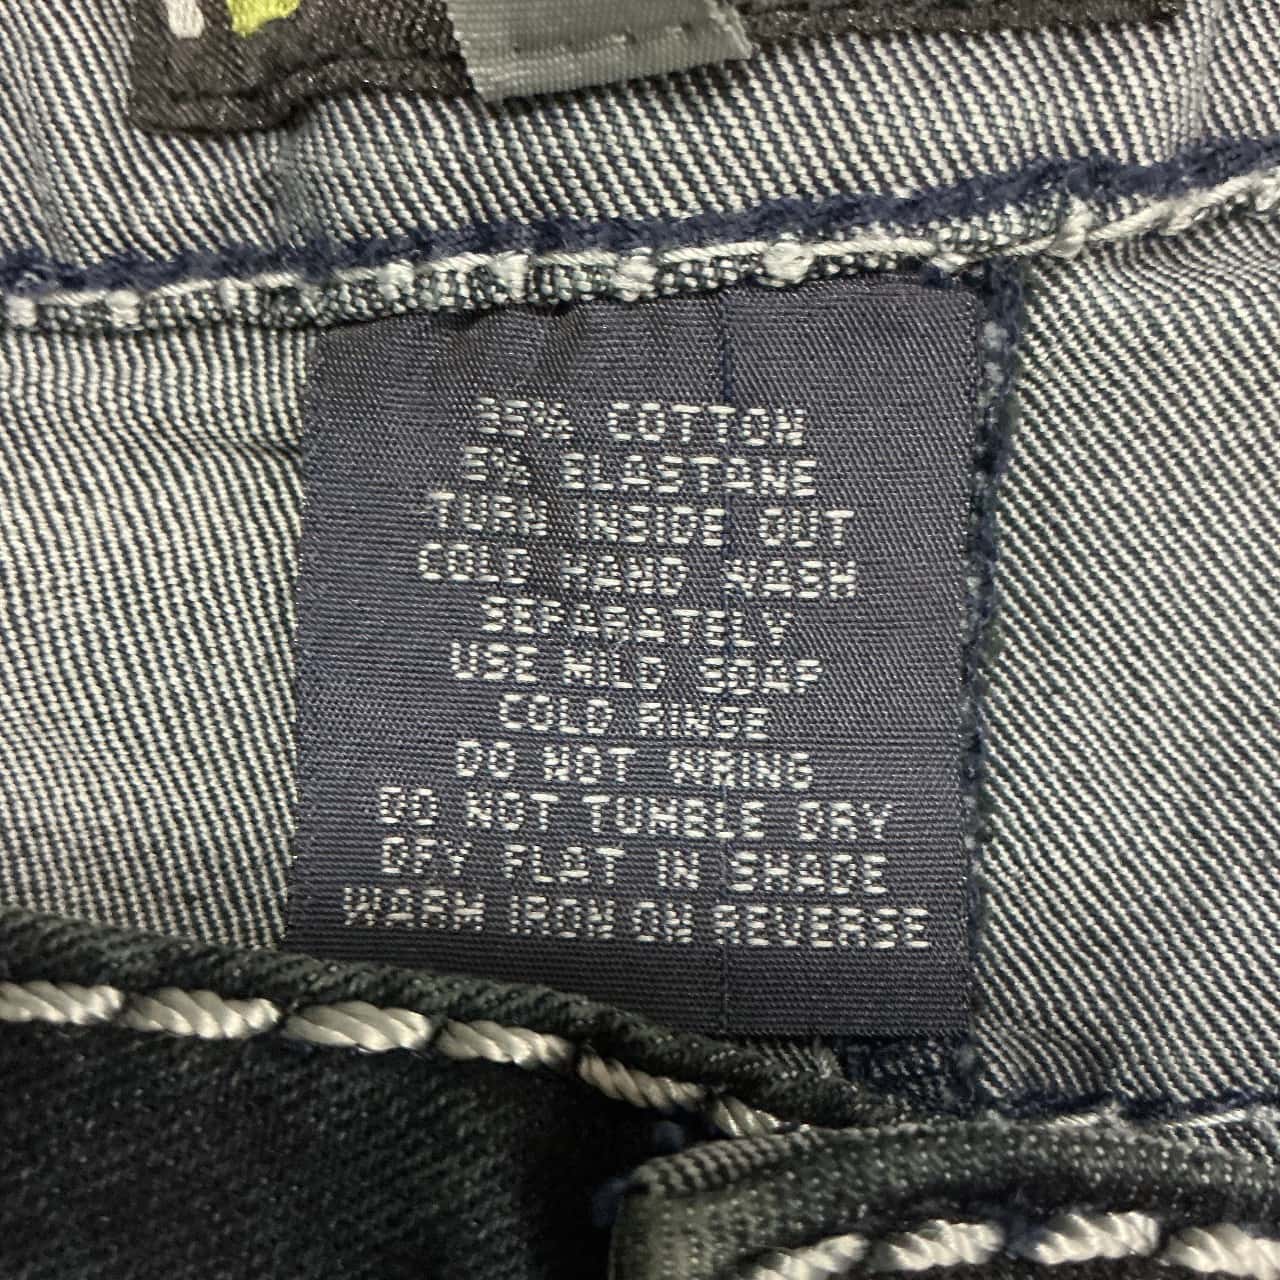 95% COTTON
5% ELASTANE
TURN INSIDE OUT
COLD HAND WASH
SEPARATELY
USE MILD SOAP
COLD RINSE
DO NOT WRING
DO NOT TUMBLE DRY
DRY FLAT IN SHADE
WARM IRON ON REVERSE